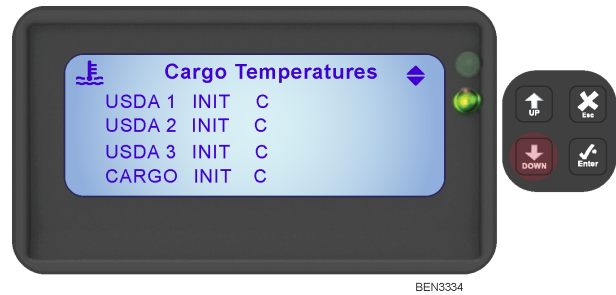 Cargo Temperatures
USDA 1 INIT C
USDA 2 INIT C
USDA 3 INIT C
CARGO INIT C
UP
Esc
DOWN
Enter
BEN3334